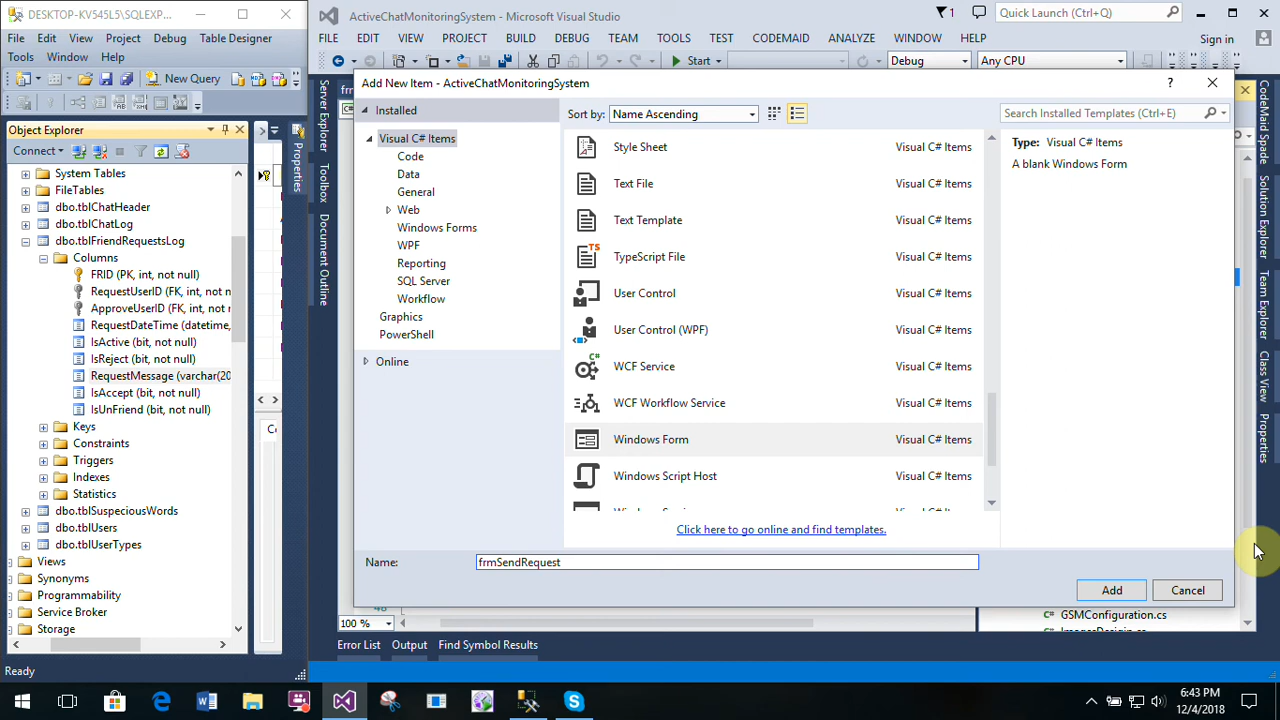 DESKTOP-KV545L5\SQLEXP...
File Edit View Project Debug Table Designer
Tools Window Help
New Query
Object Explorer
Connect
System Tables
FileTables
dbo.tblChatHeader
dbo.tblChatLog
dbo.tblFriendRequestsLog
Columns
FRID (PK, int, not null)
RequestUserID (FK, int, not n
ApproveUserID (FK, int, not n
RequestDateTime (datetime,
IsActive (bit, not null)
IsReject (bit, not null)
RequestMessage (varchar(20
IsAccept (bit, not null)
IsUnFriend (bit, not null)
Keys
Constraints
Triggers
Indexes
Statistics
dbo.tblSuspeciousWords
dbo.tblUsers
dbo.tblUserTypes
Views
Synonyms
Programmability
Service Broker
Storage
Ready
Properties
Co
ActiveChatMonitoringSystem - Microsoft Visual Studio
1
Quick Launch (Ctrl+Q)
FILE EDIT VIEW PROJECT BUILD DEBUG TEAM TOOLS TEST CODEMAID ANALYZE WINDOW HELP
Sign in
Start
Debug
Any CPU
Server Explorer
Toolbox
Document Outline
Add New Item - ActiveChatMonitoringSystem
?
Installed
Visual C# Items
Code
Data
General
Web
Windows Forms
WPF
Reporting
SQL Server
Workflow
Graphics
PowerShell
Online
Sort by: Name Ascending
Style Sheet Visual C# Items
Text File Visual C# Items
Text Template Visual C# Items
TypeScript File Visual C# Items
User Control Visual C# Items
User Control (WPF) Visual C# Items
WCF Service Visual C# Items
WCF Workflow Service Visual C# Items
Windows Form Visual C# Items
Windows Script Host Visual C# Items
Click here to go online and find templates.
Search Installed Templates (Ctrl+E)
Type: Visual C# Items
A blank Windows Form
Name: frmSendRequest
Add Cancel
CodeMaid Spade
Solution Explorer
Team Explorer
Class View
Properties
100 %
GSMConfiguration.cs
Error List Output Find Symbol Results
6:43 PM
12/4/2018